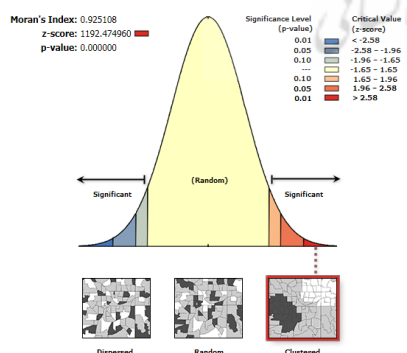 Moran's Index: 0.925108
z-score: 1192.474960
p-value: 0.000000
Significance Level
(p-value)
0.01
0.05
0.10
---
0.10
0.05
0.01
Critical Value
(z-score)
< -2.58
-2.58 - -1.96
-1.96 - -1.65
-1.65 - 1.65
1.65 - 1.96
1.96 - 2.58
> 2.58
(Random)
Significant
Significant
Dispersed
Random
Clustered